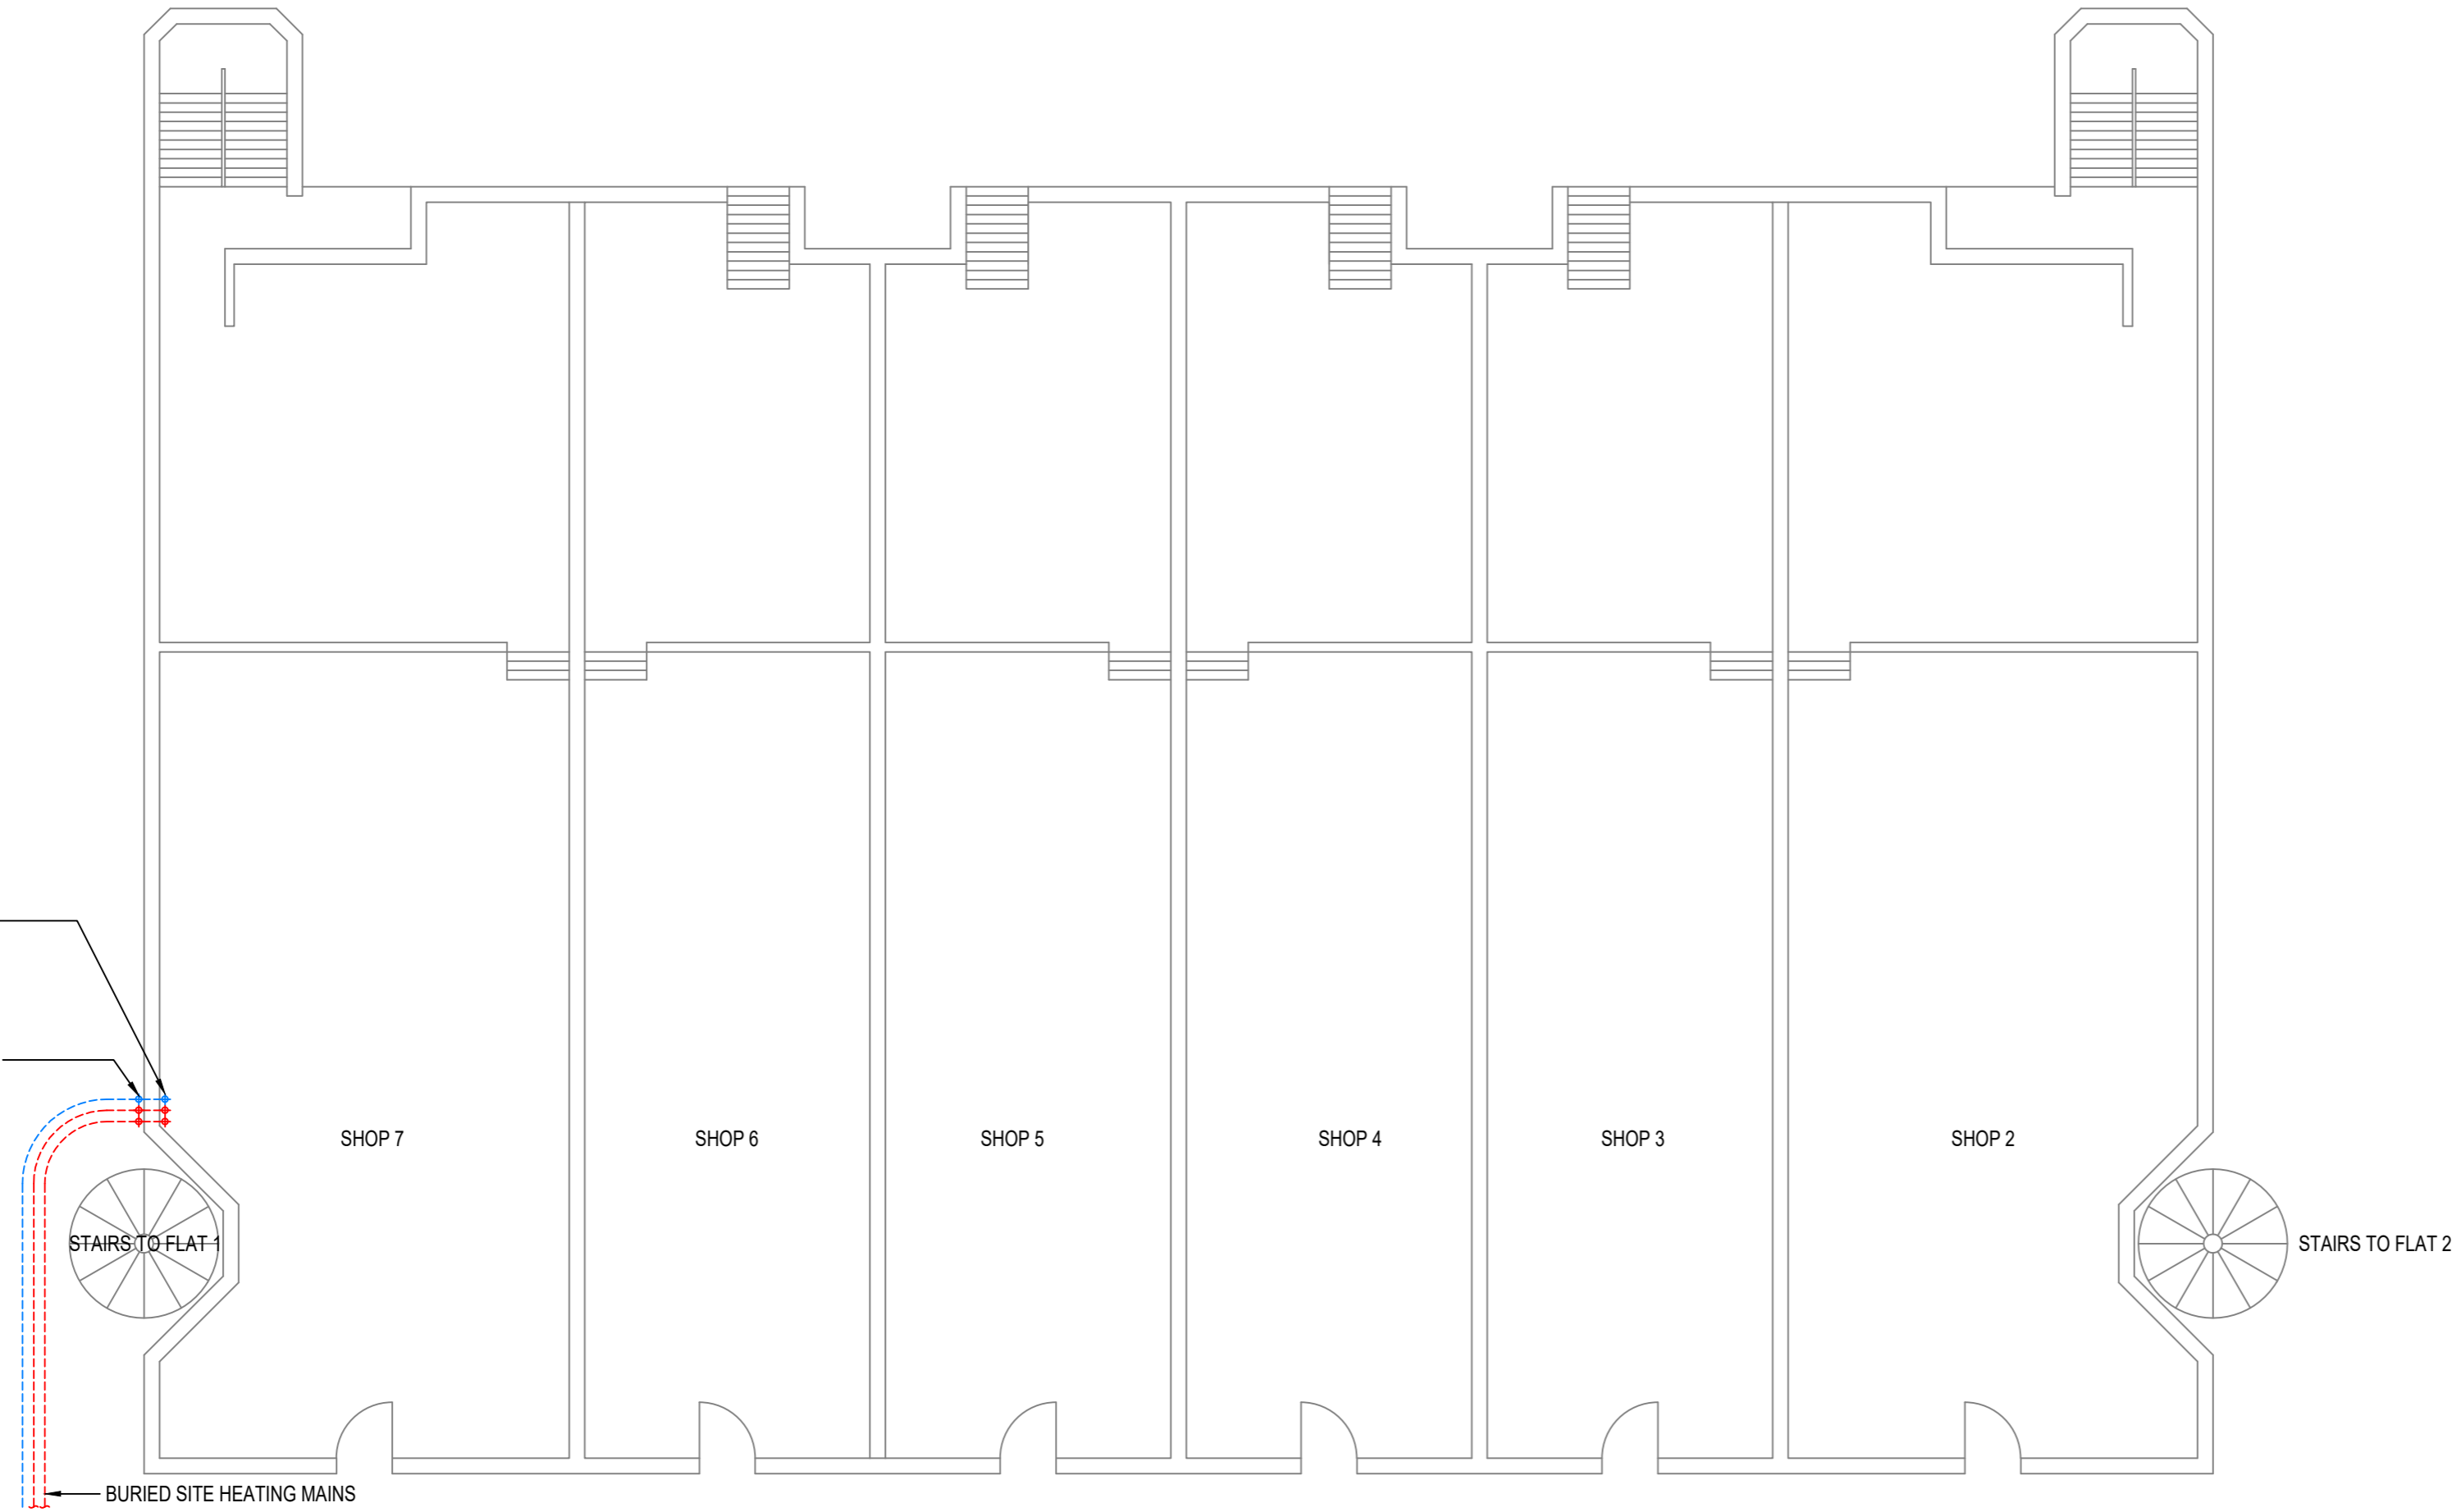 SHOP 7
SHOP 6
SHOP 5
SHOP 4
SHOP 3
SHOP 2
STAIRS TO FLAT 1
STAIRS TO FLAT 2
BURIED SITE HEATING MAINS